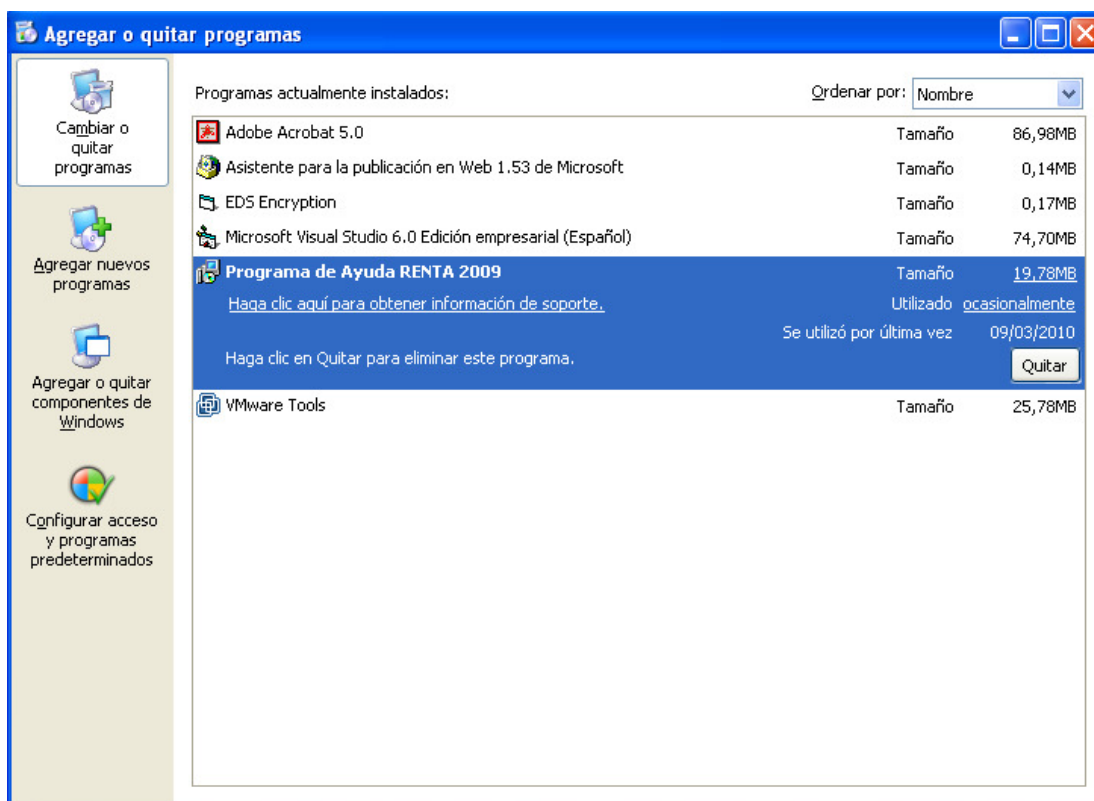 Agregar o quitar programas
Cambiar o
quitar
programas
Agregar nuevos
programas
Agregar o quitar
componentes de
Windows
Configurar acceso
y programas
predeterminados
Programas actualmente instalados:
Ordenar por: Nombre
Adobe Acrobat 5.0 Tamaño 86,98MB
Asistente para la publicación en Web 1.53 de Microsoft Tamaño 0,14MB
EDS Encryption Tamaño 0,17MB
Microsoft Visual Studio 6.0 Edición empresarial (Español) Tamaño 74,70MB
Programa de Ayuda RENTA 2009 Tamaño 19,78MB
Haga clic aquí para obtener información de soporte. Utilizado ocasionalmente
Se utilizó por última vez 09/03/2010
Haga clic en Quitar para eliminar este programa. Quitar
VMware Tools Tamaño 25,78MB